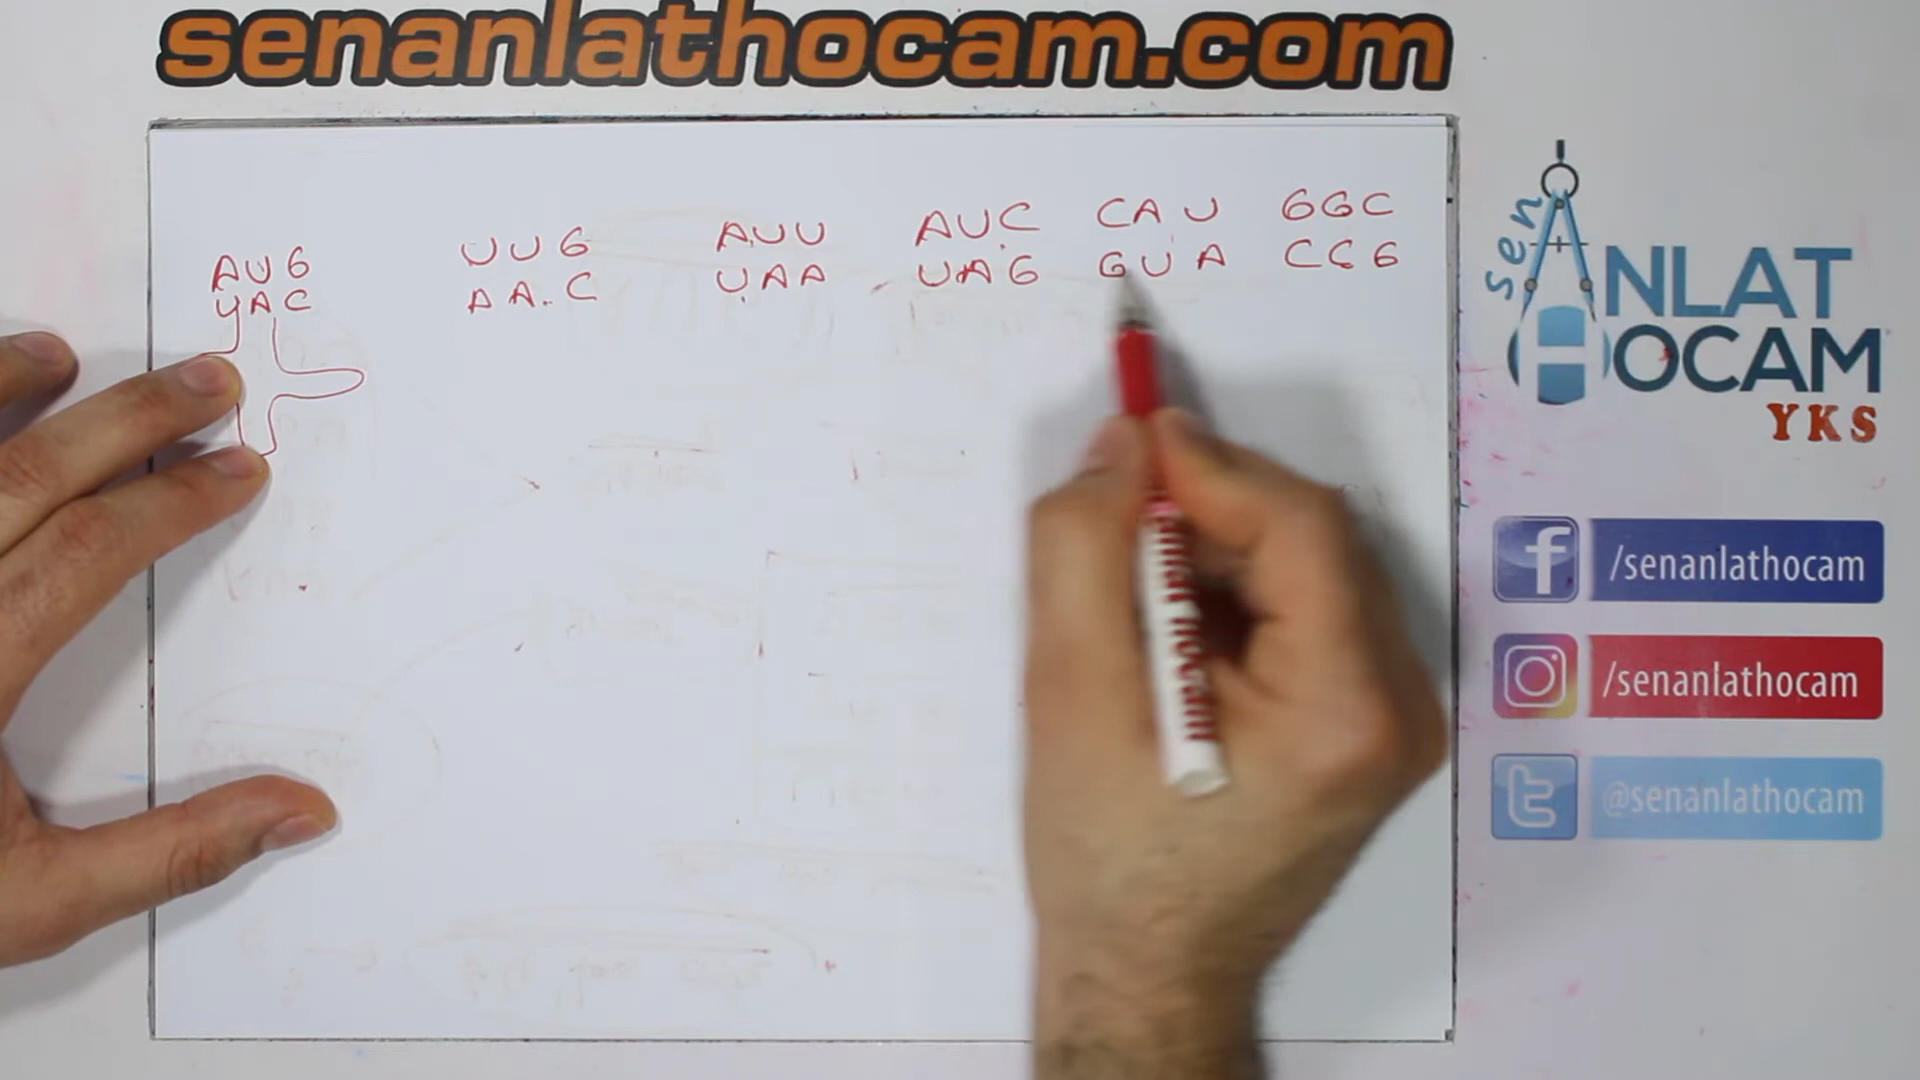 senanlathocam.com
AUG UUG AUU AUC CAU GGC
UAC AAC UAA UAG GUA CCG
sen
ANLAT
HOCAM
YKS
/senanlathocam
/senanlathocam
@senanlathocam